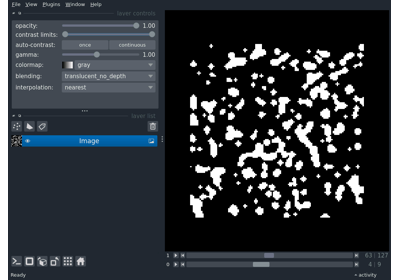 File View Plugins Window Help
layer controls
opacity: 1.00
contrast limits:
auto-contrast: once continuous
gamma: 1.00
colormap: gray
blending: translucent_no_depth
interpolation: nearest
layer list
Image
1 63 / 127
0 4 / 9
Ready activity